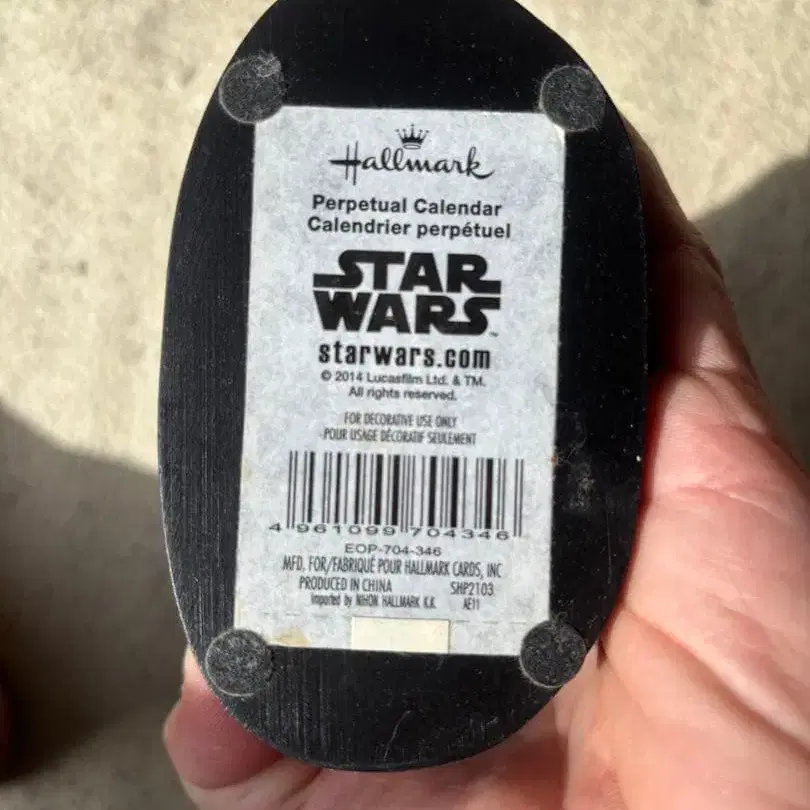 Hallmark
Perpetual Calendar
Calendrier perpétuel
STAR
WARS™
starwars.com
© 2014 Lucasfilm Ltd. & TM.
All rights reserved.
FOR DECORATIVE USE ONLY
POUR USAGE DÉCORATIF SEULEMENT
4 961099 704346
EOP-704-346
MFD. FOR/FABRIQUÉ POUR HALLMARK CARDS, INC
PRODUCED IN CHINA SHP2103
Imported by NIHON HALLMARK K.K. AE11